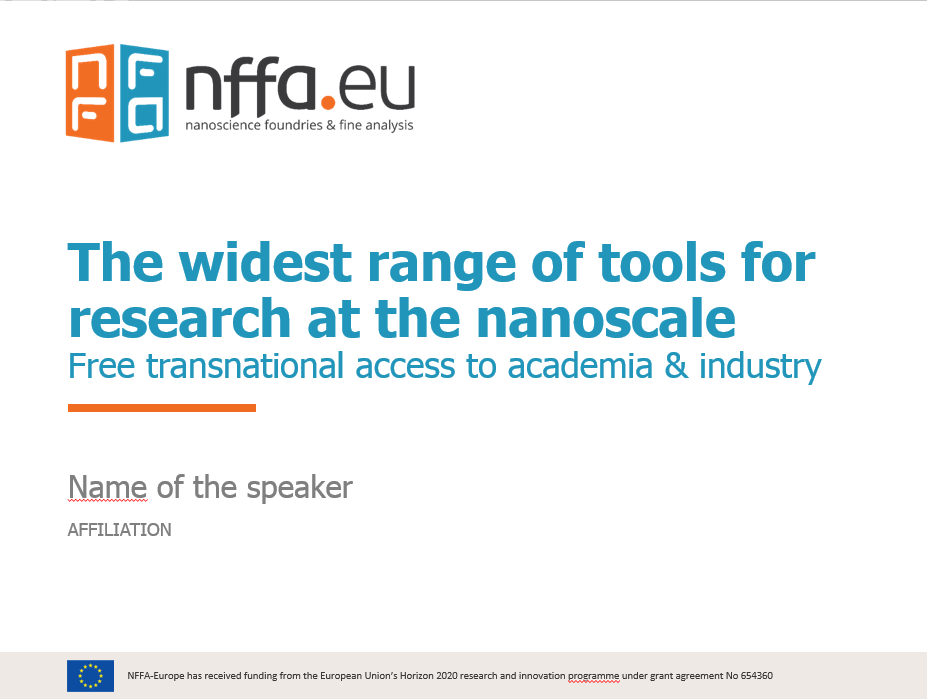 nffa
nffa.eu
nanoscience foundries & fine analysis
The widest range of tools for
research at the nanoscale
Free transnational access to academia & industry
Name of the speaker
AFFILIATION
NFFA-Europe has received funding from the European Union's Horizon 2020 research and innovation programme under grant agreement No 654360